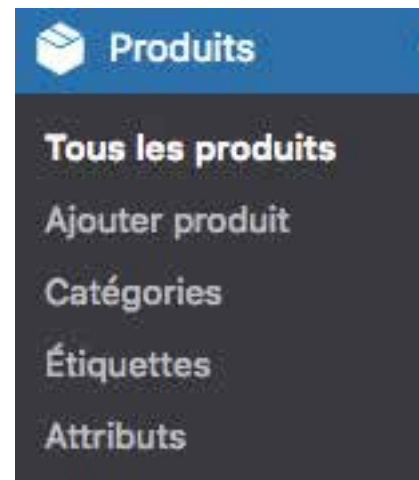 Produits
Tous les produits
Ajouter produit
Catégories
Étiquettes
Attributs